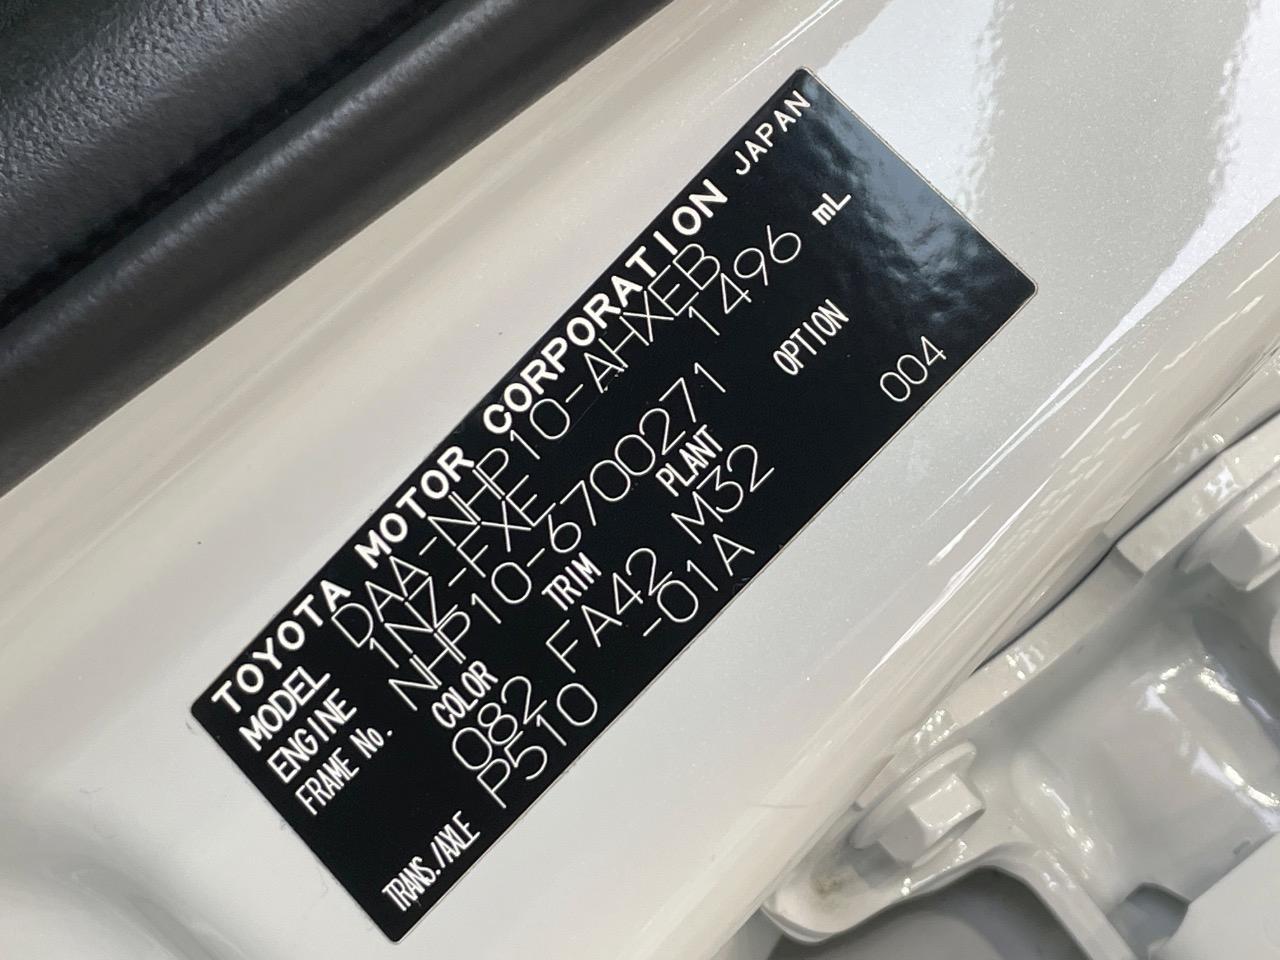 TOYOTA MOTOR CORPORATION JAPAN
MODEL DAA-NHP10-AHXEB
ENGINE 1NZ-FXE 1496 mL
FRAME No. NHP10-6700271
COLOR TRIM PLANT OPTION
082 FA42 M32 004
TRANS./AXLE P510 -01A